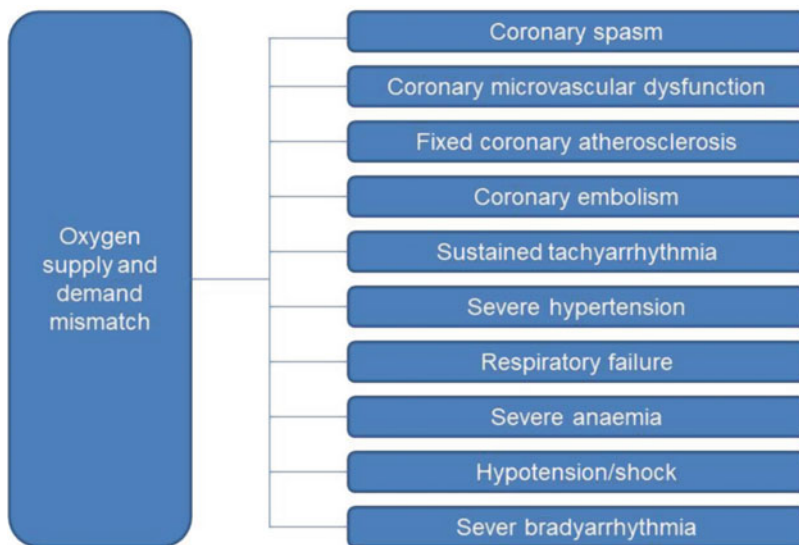 Oxygen
supply and
demand
mismatch
Coronary spasm
Coronary microvascular dysfunction
Fixed coronary atherosclerosis
Coronary embolism
Sustained tachyarrhythmia
Severe hypertension
Respiratory failure
Severe anaemia
Hypotension/shock
Sever bradyarrhythmia